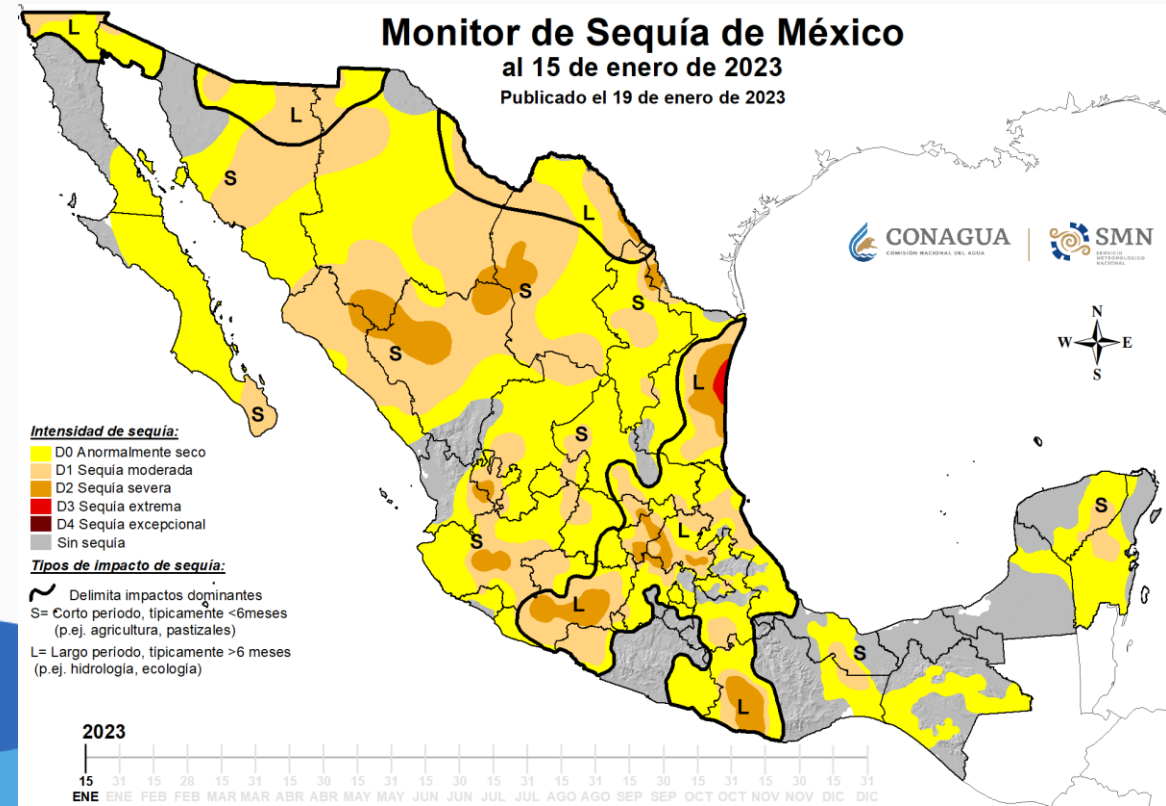 Monitor de Sequía de México
al 15 de enero de 2023
Publicado el 19 de enero de 2023
L
L
S
L
S
S
S
L
S
S
S
L
S
L
L
S
S
CONAGUA
COMISIÓN NACIONAL DEL AGUA
SMN
SERVICIO
METEOROLÓGICO
NACIONAL
N
W E
S
Intensidad de sequía:
D0 Anormalmente seco
D1 Sequía moderada
D2 Sequía severa
D3 Sequía extrema
D4 Sequía excepcional
Sin sequía
Tipos de impacto de sequía:
Delimita impactos dominantes
S= Corto período, típicamente <6meses
(p.ej. agricultura, pastizales)
L= Largo período, típicamente >6 meses
(p.ej. hidrología, ecología)
2023
15 31 15 28 15 31 15 30 15 31 15 30 15 31 15 31 15 30 15 31 15 30 15 31
ENE ENE FEB FEB MAR MAR ABR ABR MAY MAY JUN JUN JUL JUL AGO AGO SEP SEP OCT OCT NOV NOV DIC DIC